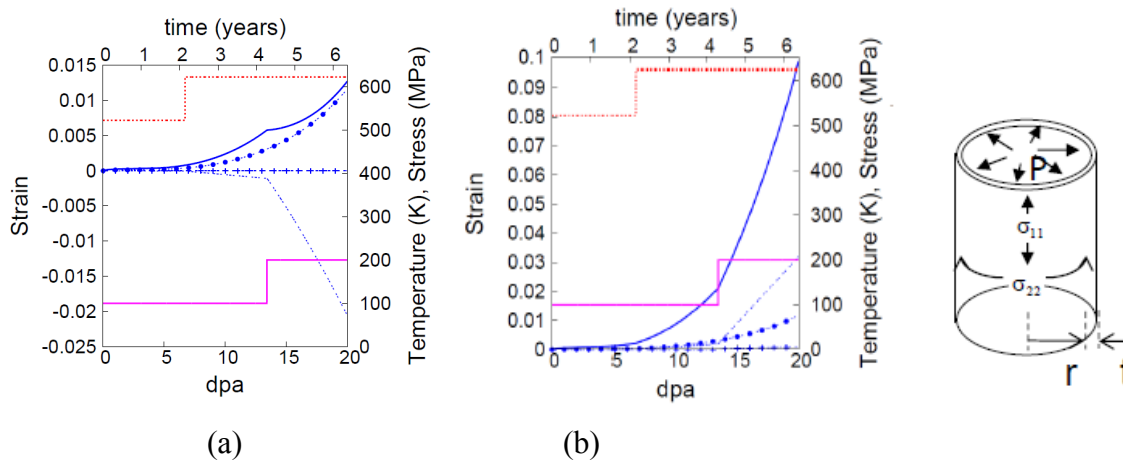 time (years)
0 1 2 3 4 5 6
0.015
0.01
0.005
0
-0.005
-0.01
-0.015
-0.02
-0.025
Strain
600
500
400
300
200
100
0
Temperature (K), Stress (MPa)
0 5 10 15 20
dpa
(a)
time (years)
0 1 2 3 4 5 6
0.1
0.09
0.08
0.07
0.06
0.05
0.04
0.03
0.02
0.01
0
Strain
600
500
400
300
200
100
0
Temperature (K), Stress (MPa)
0 5 10 15 20
dpa
(b)
P
σ11
σ22
r